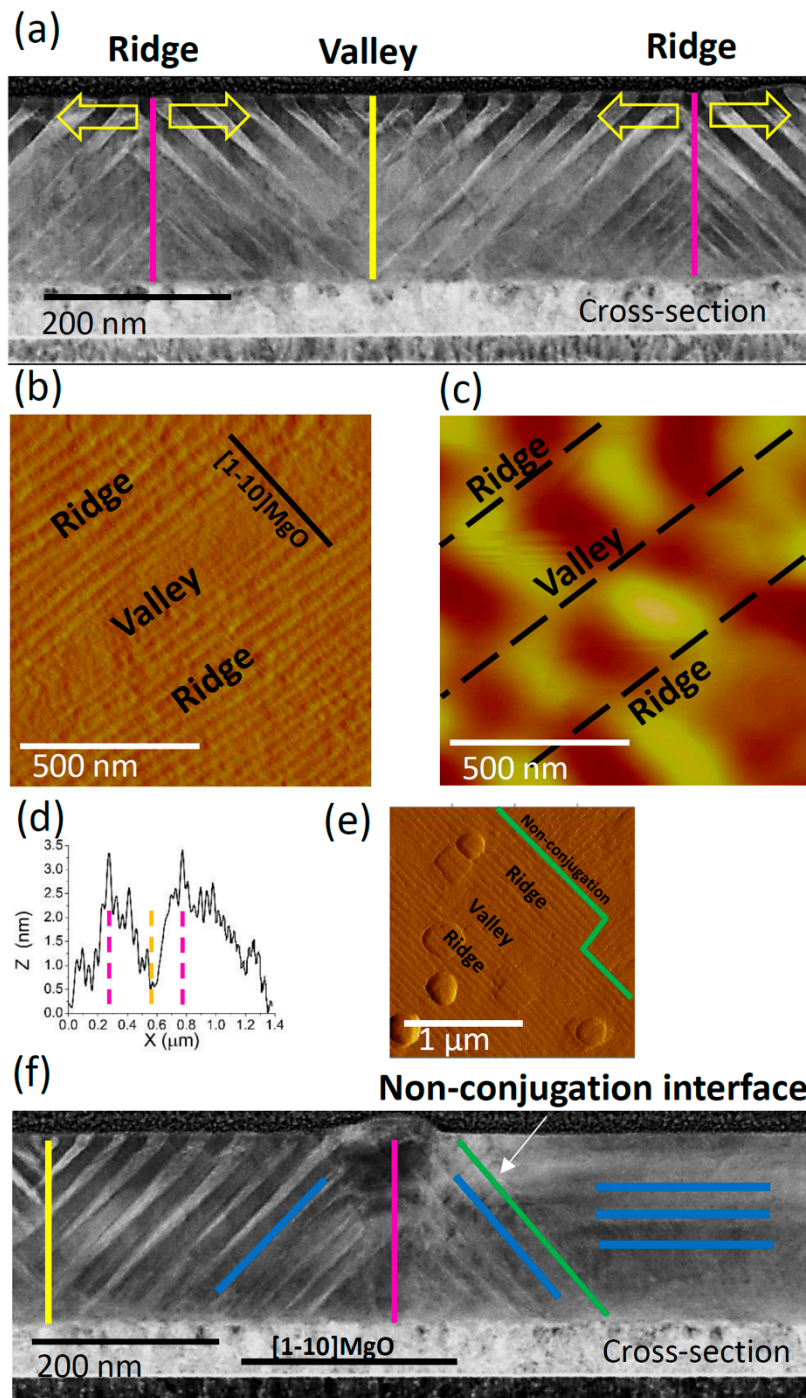 (a)
Ridge
Valley
Ridge
200 nm
Cross-section
(b)
(c)
Ridge
[1-10]MgO
Valley
Ridge
500 nm
Ridge
Valley
Ridge
500 nm
(d)
(e)
3.5
3.0
2.5
2.0
1.5
1.0
0.5
0.0
Z (nm)
0.0 0.2 0.4 0.6 0.8 1.0 1.2 1.4
X (μm)
Non-conjugation
Ridge
Valley
Ridge
1 μm
(f)
Non-conjugation interface
[1-10]MgO
200 nm
Cross-section